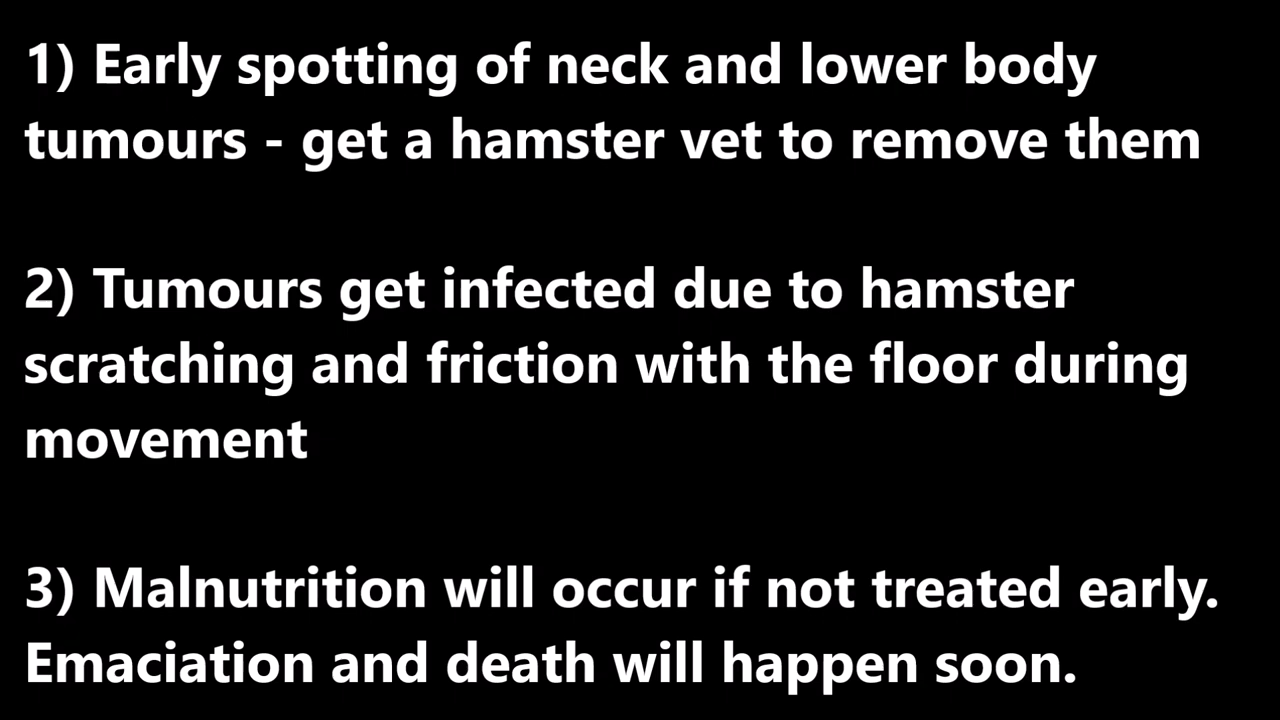 1) Early spotting of neck and lower body
tumours - get a hamster vet to remove them
2) Tumours get infected due to hamster
scratching and friction with the floor during
movement
3) Malnutrition will occur if not treated early.
Emaciation and death will happen soon.